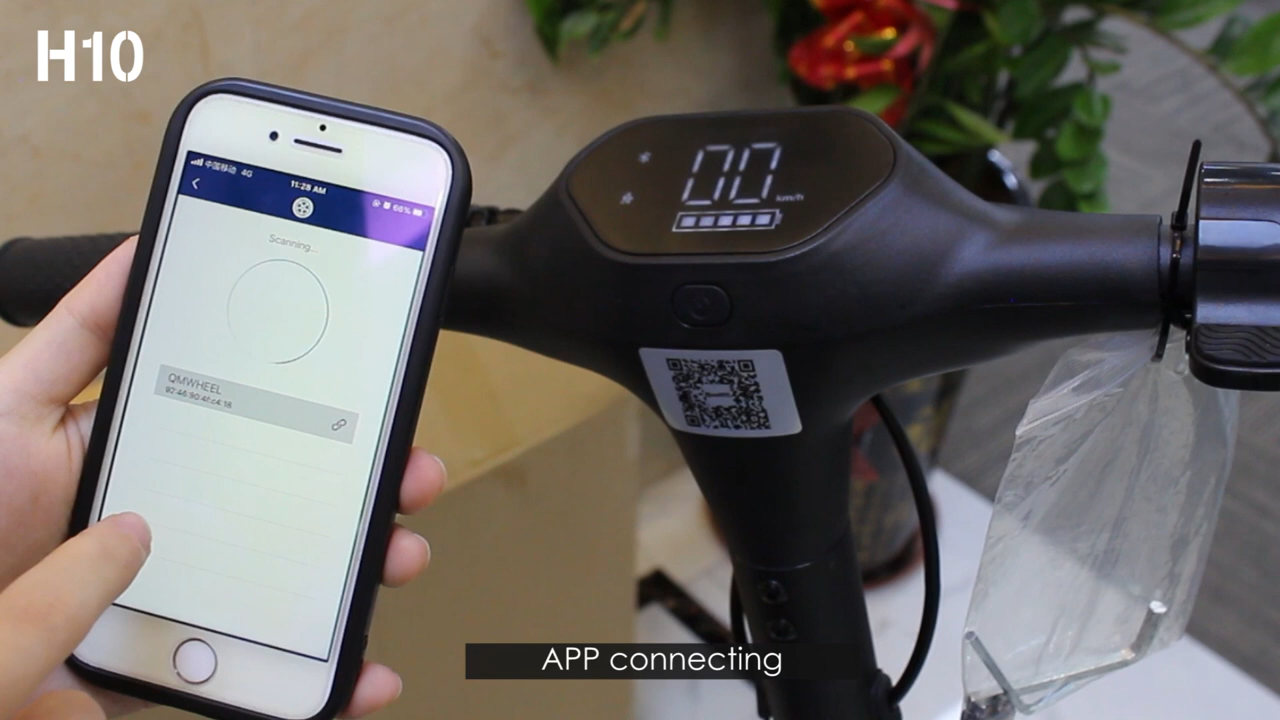 H10
中国移动 4G
11:28 AM
66%
Scanning...
QMWHEEL
00
km/h
APP connecting